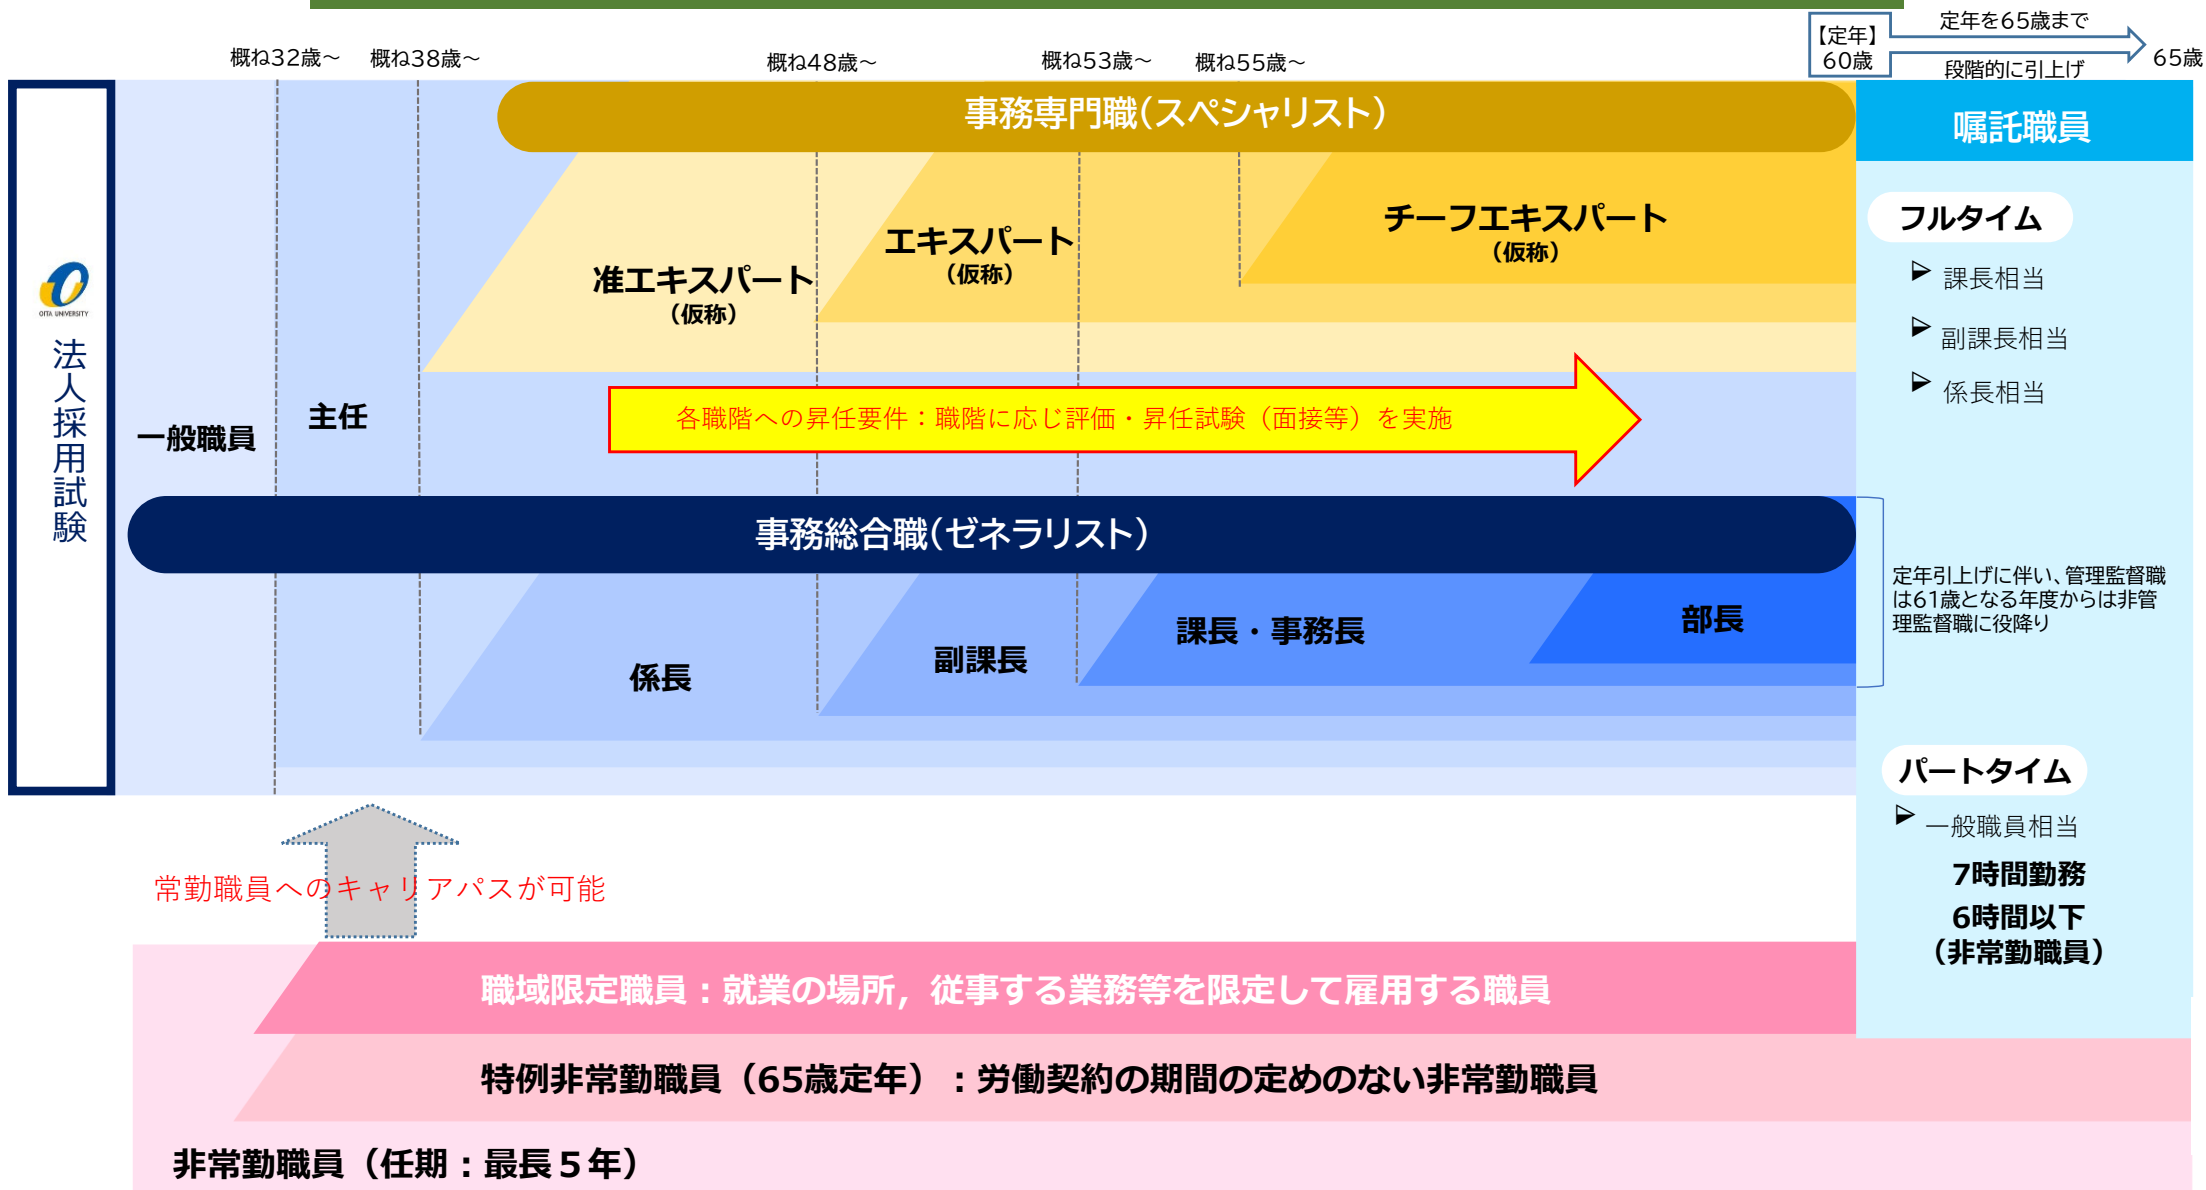 定年を65歳まで
【定年】
60歳
段階的に引上げ
65歳
概ね32歳～
概ね38歳～
概ね48歳～
概ね53歳～
概ね55歳～
事務専門職(スペシャリスト)
嘱託職員
フルタイム
課長相当
副課長相当
係長相当
准エキスパート
(仮称)
エキスパート
(仮称)
チーフエキスパート
(仮称)
OITA UNIVERSITY
法人採用試験
一般職員
主任
各職階への昇任要件：職階に応じ評価・昇任試験（面接等）を実施
事務総合職(ゼネラリスト)
係長
副課長
課長・事務長
部長
定年引上げに伴い、管理監督職
は61歳となる年度からは非管
理監督職に役降り
パートタイム
一般職員相当
7時間勤務
6時間以下
（非常勤職員）
常勤職員へのキャリアパスが可能
職域限定職員：就業の場所，従事する業務等を限定して雇用する職員
特例非常勤職員（65歳定年）：労働契約の期間の定めのない非常勤職員
非常勤職員（任期：最長５年）